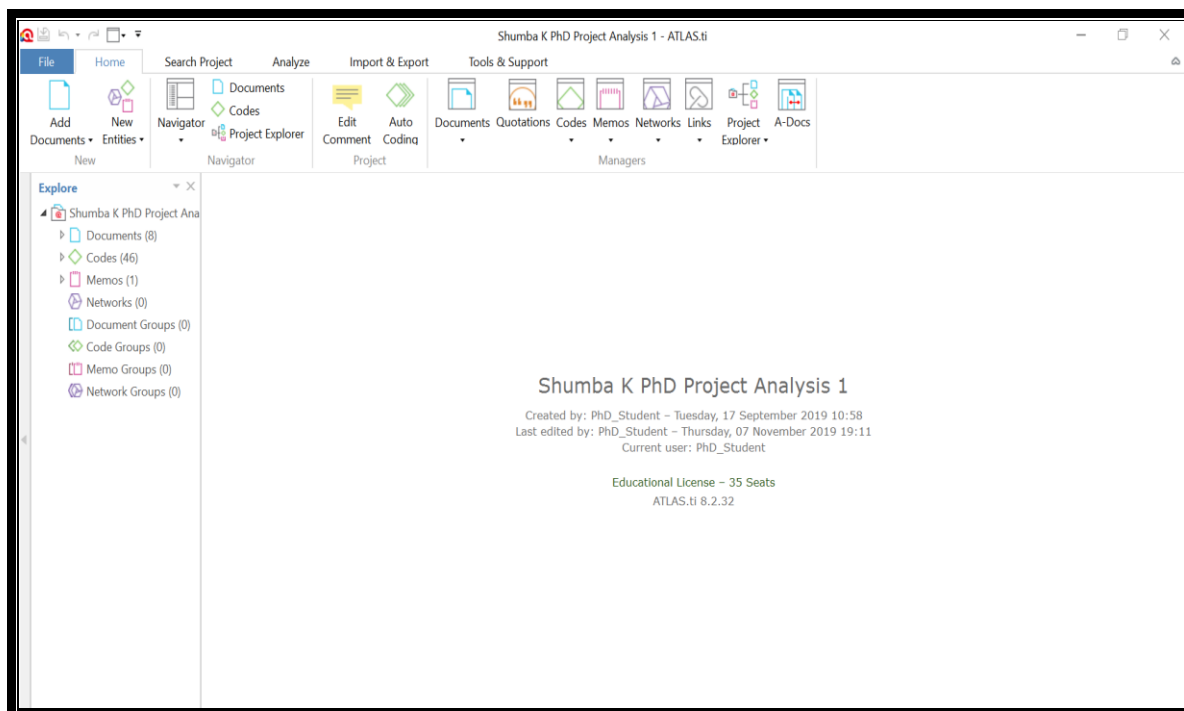 Shumba K PhD Project Analysis 1 - ATLAS.ti
File Home Search Project Analyze Import & Export Tools & Support
Add Documents
New Entities
New
Navigator
Documents
Codes
Project Explorer
Navigator
Edit Comment
Auto Coding
Project
Documents Quotations Codes Memos Networks Links Project Explorer A-Docs
Managers
Explore
Shumba K PhD Project Ana
Documents (8)
Codes (46)
Memos (1)
Networks (0)
Document Groups (0)
Code Groups (0)
Memo Groups (0)
Network Groups (0)
Shumba K PhD Project Analysis 1
Created by: PhD_Student – Tuesday, 17 September 2019 10:58
Last edited by: PhD_Student – Thursday, 07 November 2019 19:11
Current user: PhD_Student
Educational License – 35 Seats
ATLAS.ti 8.2.32